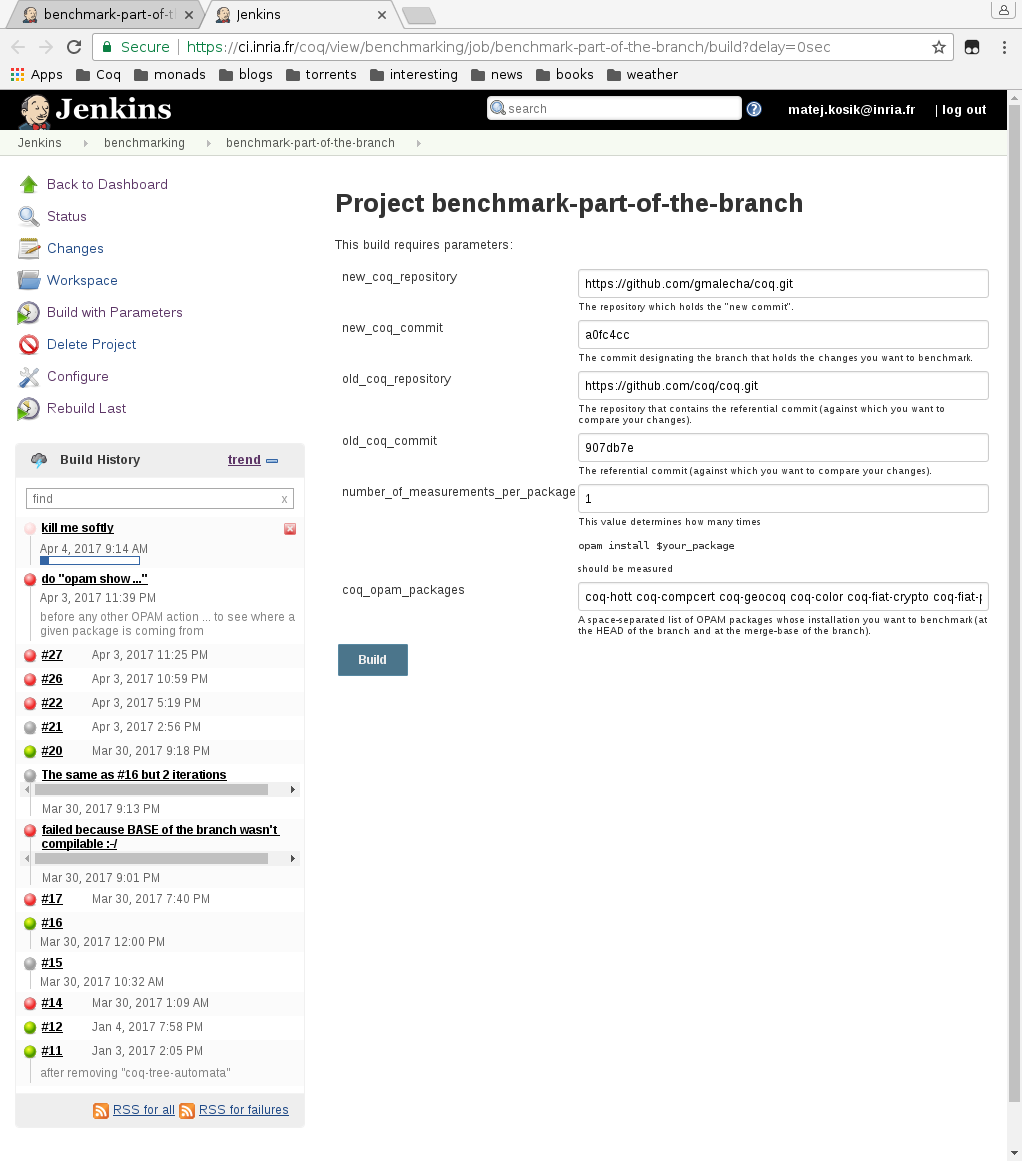 benchmark-part-of-t
Jenkins
Secure
https://ci.inria.fr/coq/view/benchmarking/job/benchmark-part-of-the-branch/build?delay=0sec
Apps Coq monads blogs torrents interesting news books weather
Jenkins
search
?
matej.kosik@inria.fr
| log out
Jenkins benchmarking benchmark-part-of-the-branch
Back to Dashboard
Status
Changes
Workspace
Build with Parameters
Delete Project
Configure
Rebuild Last
Build History trend
find x
kill me softly
Apr 4, 2017 9:14 AM
do "opam show ..."
Apr 3, 2017 11:39 PM
before any other OPAM action ... to see where a
given package is coming from
#27 Apr 3, 2017 11:25 PM
#26 Apr 3, 2017 10:59 PM
#22 Apr 3, 2017 5:19 PM
#21 Apr 3, 2017 2:56 PM
#20 Mar 30, 2017 9:18 PM
The same as #16 but 2 iterations
Mar 30, 2017 9:13 PM
failed because BASE of the branch wasn't
compilable :-/
Mar 30, 2017 9:01 PM
#17 Mar 30, 2017 7:40 PM
#16
Mar 30, 2017 12:00 PM
#15
Mar 30, 2017 10:32 AM
#14 Mar 30, 2017 1:09 AM
#12 Jan 4, 2017 7:58 PM
#11 Jan 3, 2017 2:05 PM
after removing "coq-tree-automata"
RSS for all RSS for failures
Project benchmark-part-of-the-branch
This build requires parameters:
new_coq_repository
https://github.com/gmalecha/coq.git
The repository which holds the "new commit".
new_coq_commit
a0fc4cc
The commit designating the branch that holds the changes you want to benchmark.
old_coq_repository
https://github.com/coq/coq.git
The repository that contains the referential commit (against which you want to
compare your changes).
old_coq_commit
907db7e
The referential commit (against which you want to compare your changes).
number_of_measurements_per_package
1
This value determines how many times
opam install $your_package
should be measured
coq_opam_packages
coq-hott coq-compcert coq-geocoq coq-color coq-fiat-crypto coq-fiat-p
A space-separated list of OPAM packages whose installation you want to benchmark (at
the HEAD of the branch and at the merge-base of the branch).
Build